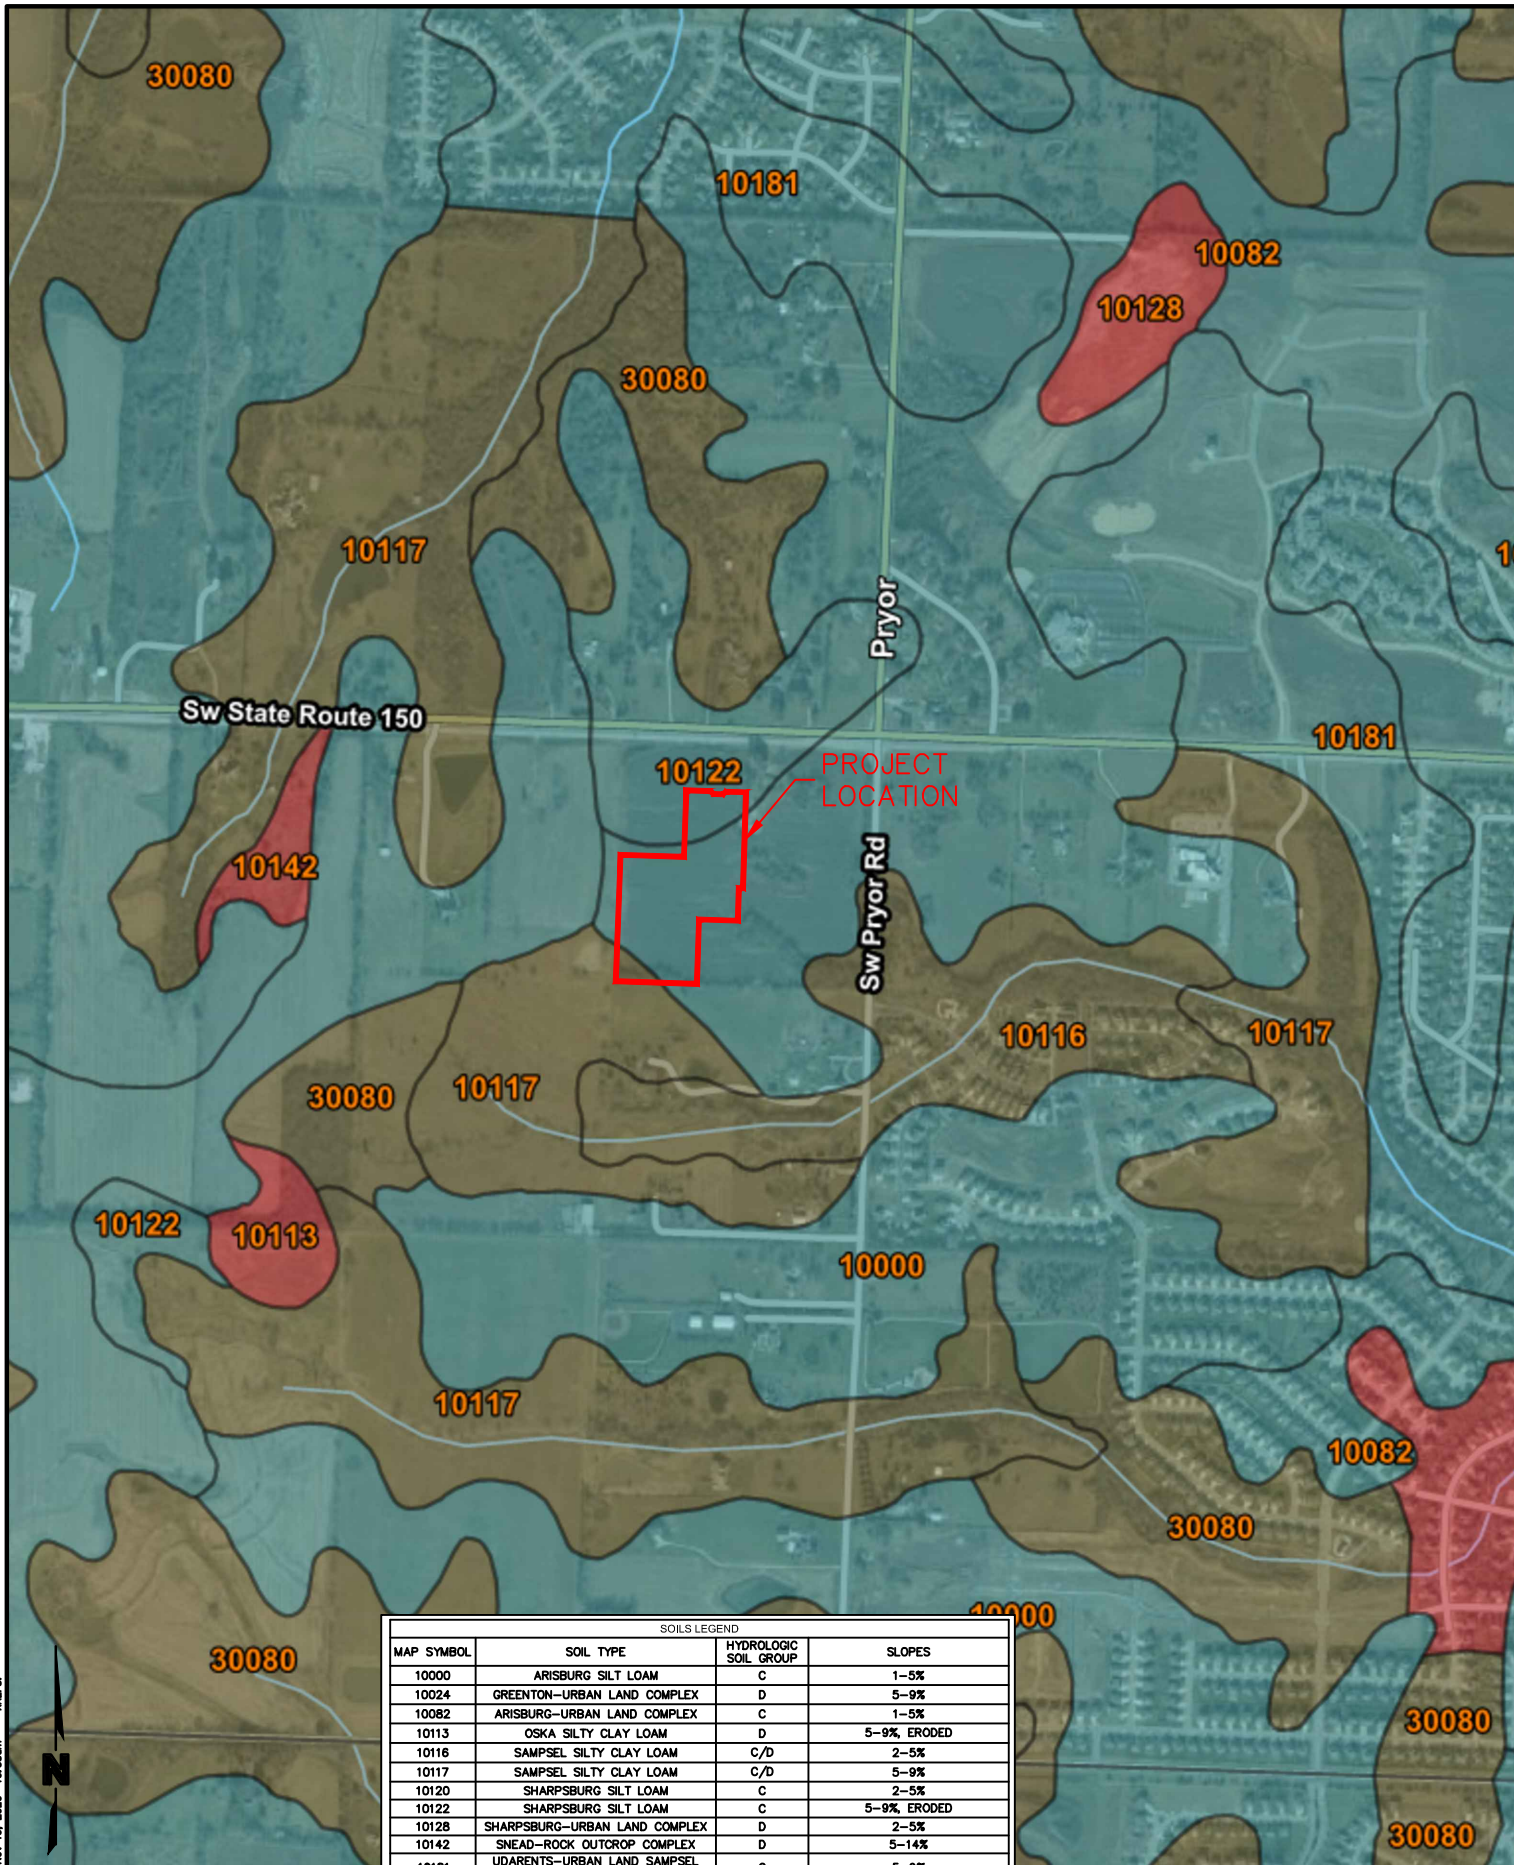 30080
10181
10082
10128
30080
10117
Pryor
Sw State Route 150
10181
10122
PROJECT
LOCATION
10142
Sw Pryor Rd
10116
10117
30080
10117
10122
10113
10000
10117
10082
30080
10000
30080
30080
30080
N
SOILS LEGEND
MAP SYMBOL SOIL TYPE HYDROLOGIC SOIL GROUP SLOPES
10000 ARISBURG SILT LOAM C 1-5%
10024 GREENTON-URBAN LAND COMPLEX D 5-9%
10082 ARISBURG-URBAN LAND COMPLEX C 1-5%
10113 OSKA SILTY CLAY LOAM D 5-9%, ERODED
10116 SAMPSEL SILTY CLAY LOAM C/D 2-5%
10117 SAMPSEL SILTY CLAY LOAM C/D 5-9%
10120 SHARPSBURG SILT LOAM C 2-5%
10122 SHARPSBURG SILT LOAM C 5-9%, ERODED
10128 SHARPSBURG-URBAN LAND COMPLEX D 2-5%
10142 SNEAD-ROCK OUTCROP COMPLEX D 5-14%
UDARENTS-URBAN LAND SAMPSEL